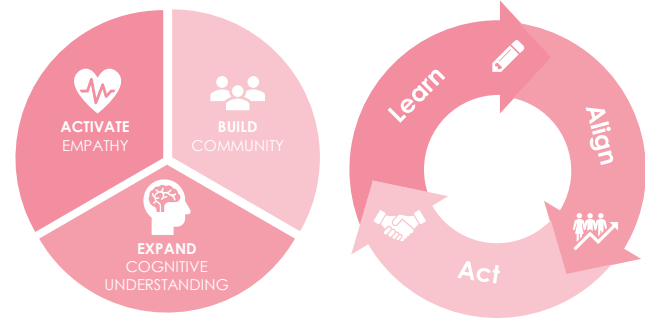 ACTIVATE
EMPATHY
BUILD
COMMUNITY
EXPAND
COGNITIVE
UNDERSTANDING
Learn
Align
Act